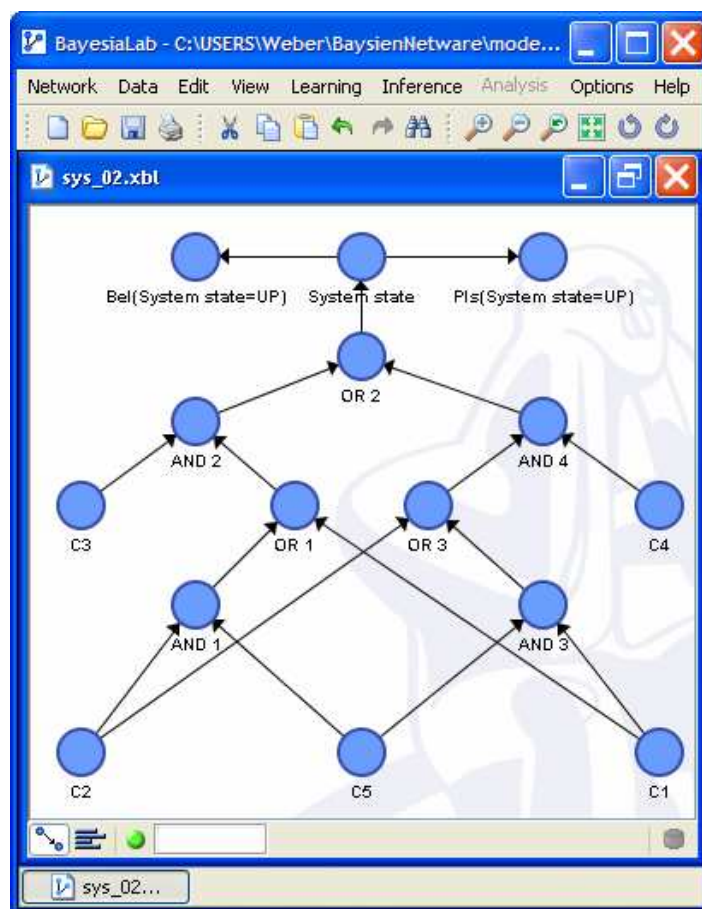 BayesiaLab - C:\USERS\Weber\BaysienNetware\mode...
Network Data Edit View Learning Inference Analysis Options Help
sys_02.xbl
Bel(System state=UP) System state Pls(System state=UP)
OR 2
AND 2 AND 4
C3 OR 1 OR 3 C4
AND 1 AND 3
C2 C5 C1
sys_02...